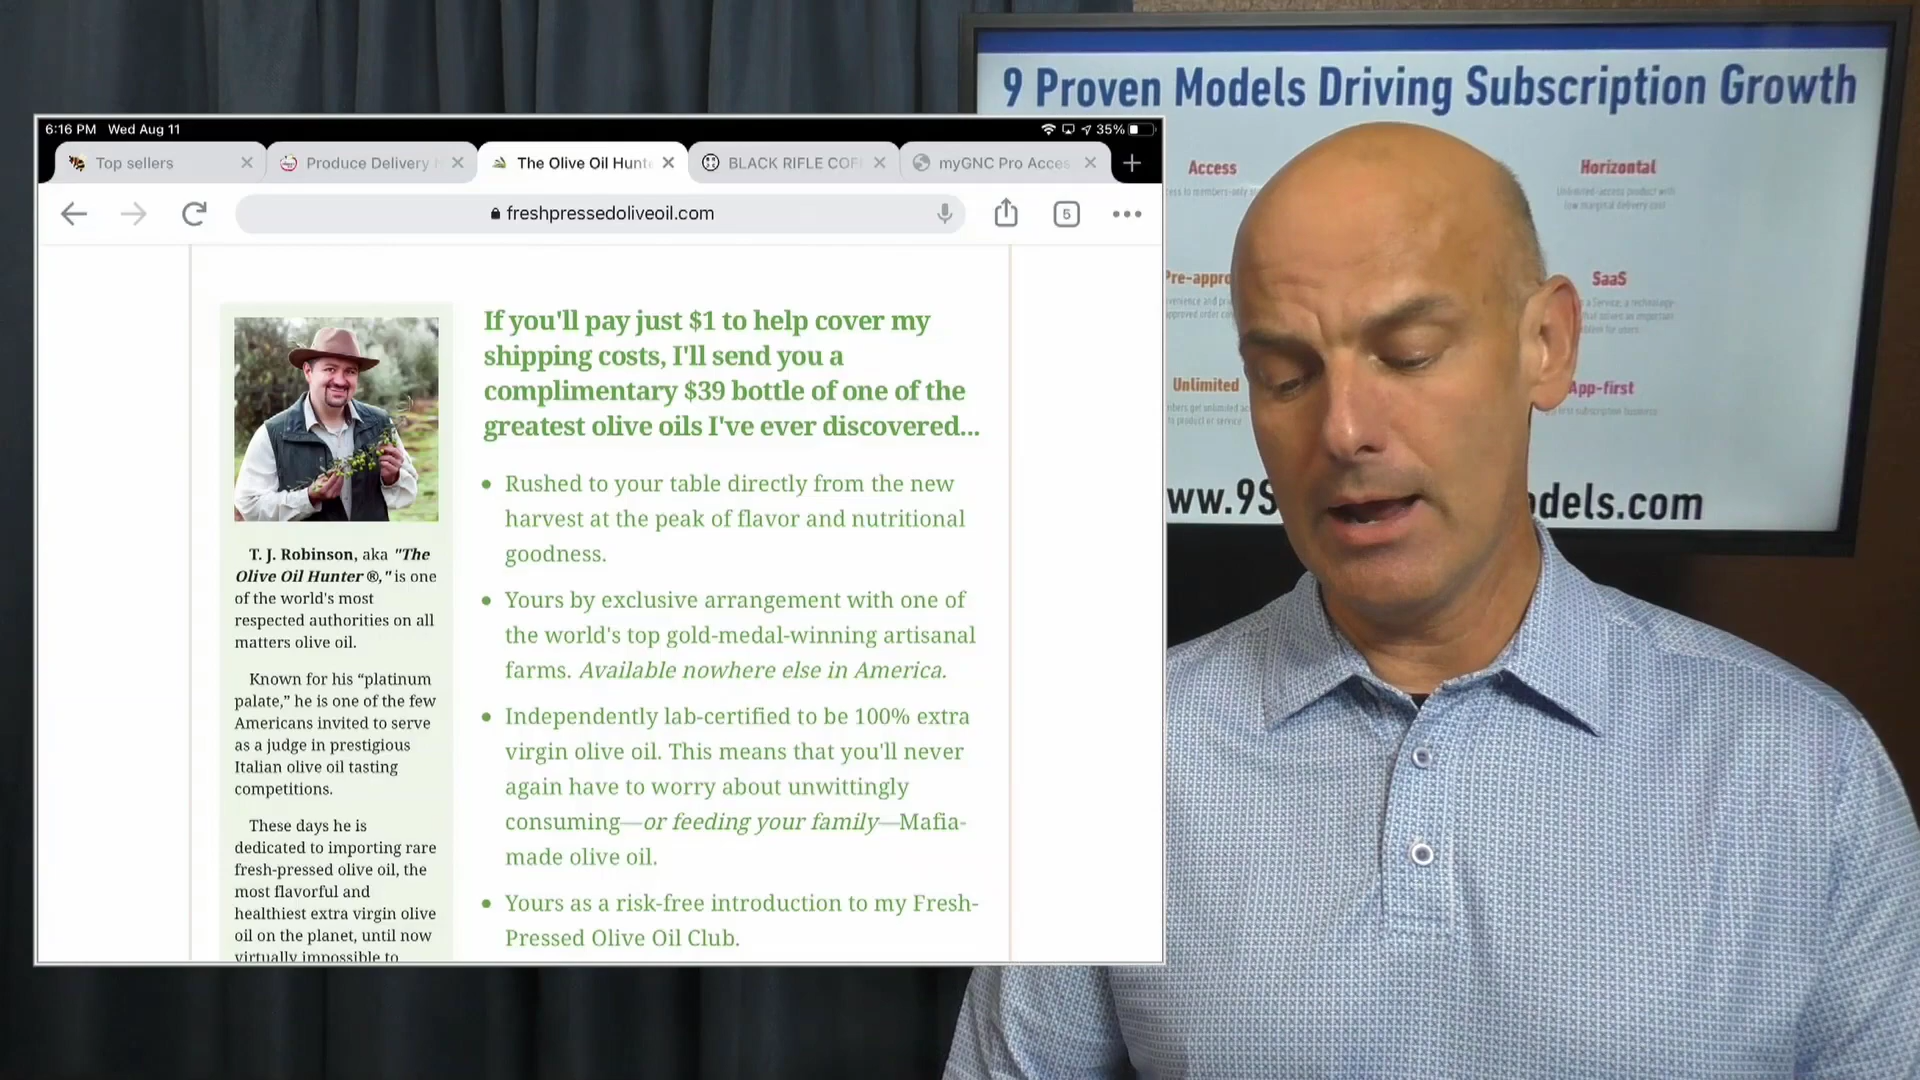 9 Proven Models Driving Subscription Growth
Access
Horizontal
SaaS
Unlimited
App-first
6:16 PM Wed Aug 11
35%
Top sellers
Produce Delivery
The Olive Oil Hunt
BLACK RIFLE COF
myGNC Pro Acces
freshpressedoliveoil.com
5
T. J. Robinson, aka "The
Olive Oil Hunter ®," is one
of the world's most
respected authorities on all
matters olive oil.
Known for his “platinum
palate,” he is one of the few
Americans invited to serve
as a judge in prestigious
Italian olive oil tasting
competitions.
These days he is
dedicated to importing rare
fresh-pressed olive oil, the
most flavorful and
healthiest extra virgin olive
oil on the planet, until now
virtually impossible to
If you'll pay just $1 to help cover my
shipping costs, I'll send you a
complimentary $39 bottle of one of the
greatest olive oils I've ever discovered...
• Rushed to your table directly from the new
harvest at the peak of flavor and nutritional
goodness.
• Yours by exclusive arrangement with one of
the world's top gold-medal-winning artisanal
farms. Available nowhere else in America.
• Independently lab-certified to be 100% extra
virgin olive oil. This means that you'll never
again have to worry about unwittingly
consuming—or feeding your family—Mafia-
made olive oil.
• Yours as a risk-free introduction to my Fresh-
Pressed Olive Oil Club.